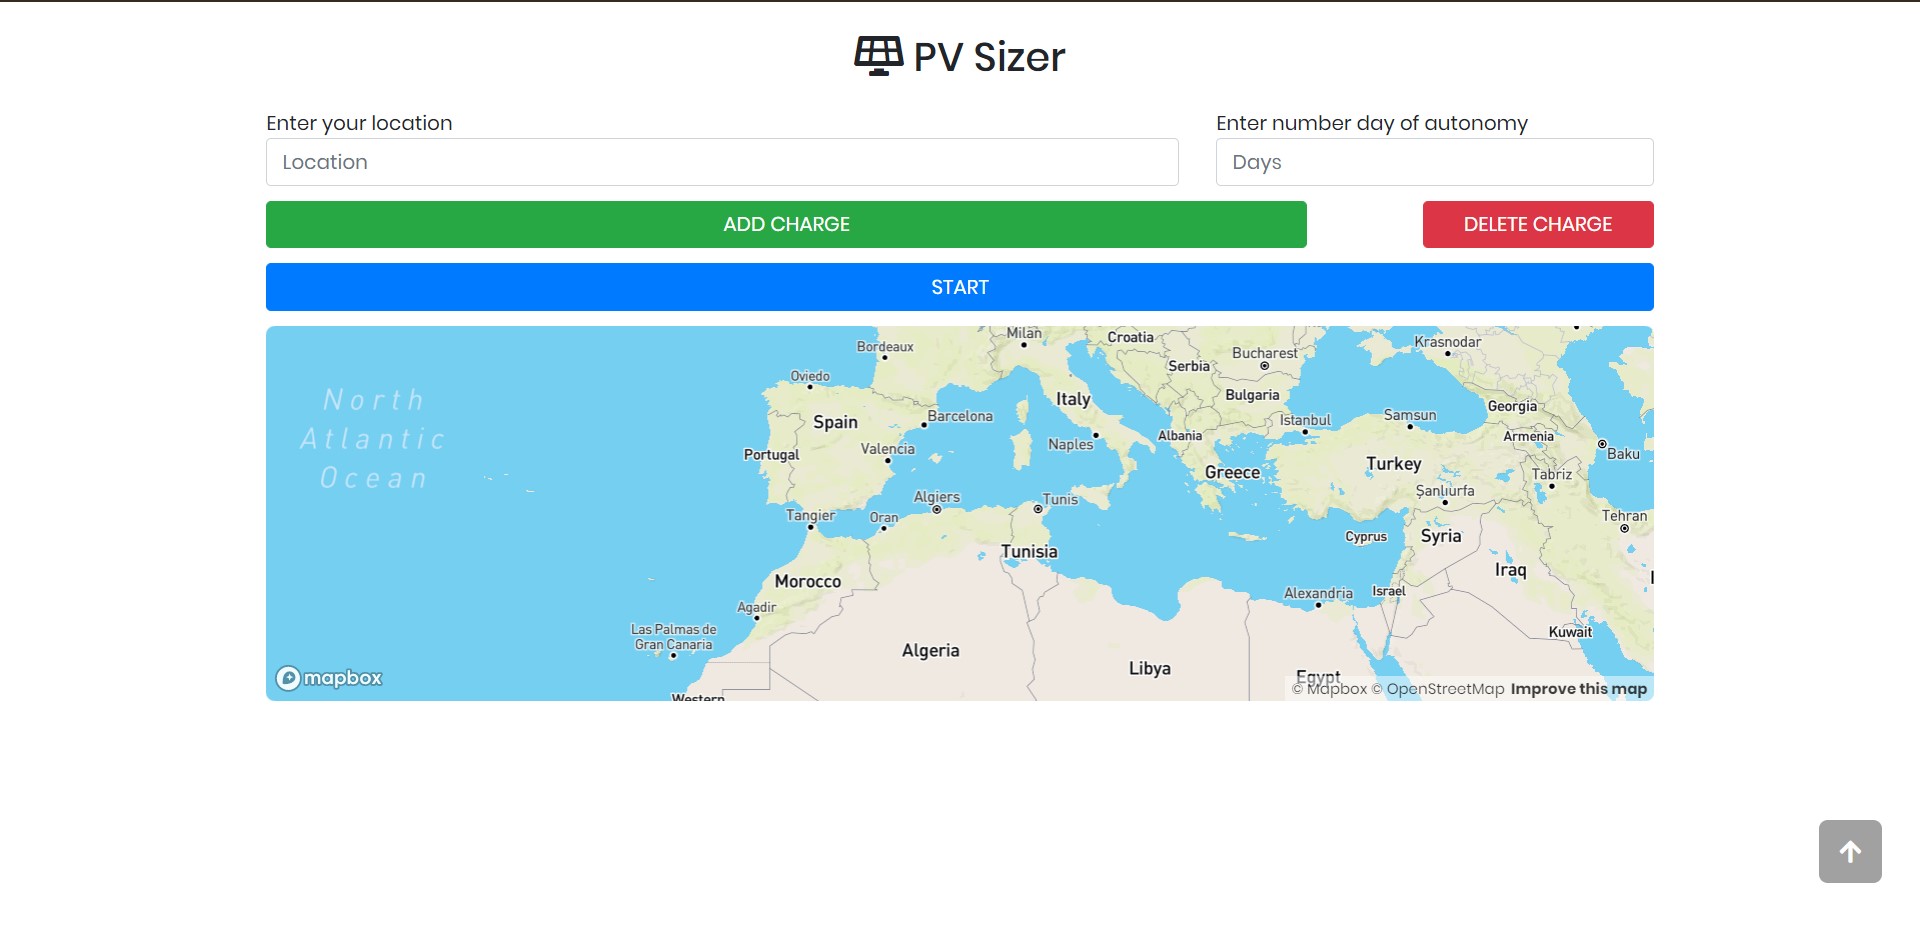 PV Sizer
Enter your location
Enter number day of autonomy
Location
Days
ADD CHARGE
DELETE CHARGE
START
Milan
Croatia
Krasnodar
Bordeaux
Bucharest
Serbia
Oviedo
Italy
Bulgaria
Georgia
Barcelona
Samsun
Spain
Istanbul
Albania
Armenia
North
Atlantic
Ocean
Naples
Valencia
Portugal
Baku
Turkey
Greece
Tabriz
Şanlıurfa
Algiers
Tunis
Tangier
Oran
Tehran
Cyprus
Syria
Tunisia
Iraq
Morocco
Israel
Alexandria
Agadir
Las Palmas de
Gran Canaria
Kuwait
Algeria
Libya
Egypt
mapbox
© Mapbox © OpenStreetMap Improve this map
Western